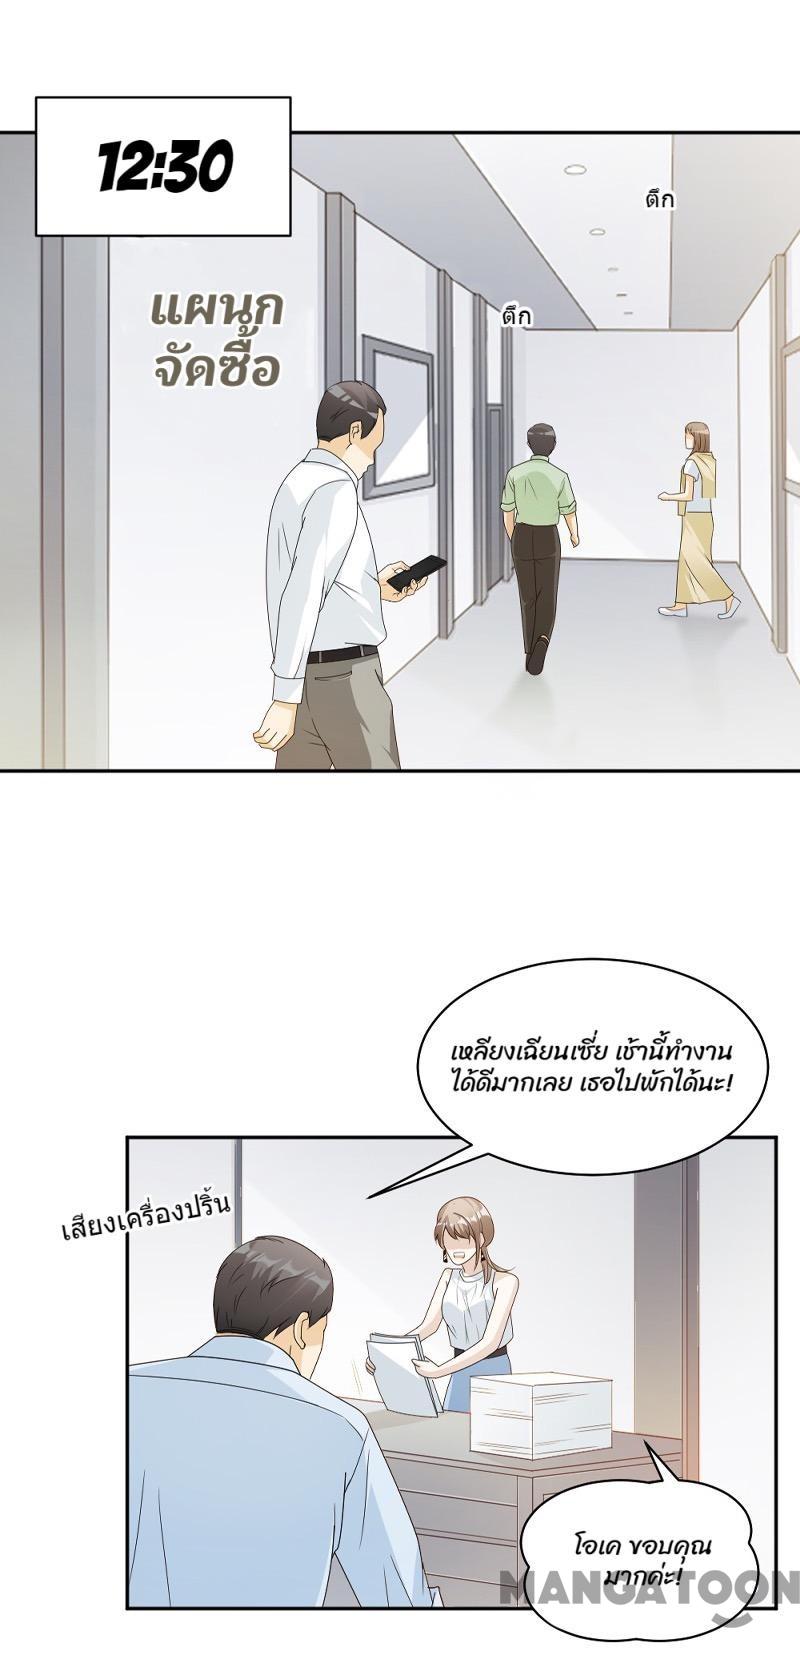 12:30
ตึก
ตึก
แผนก
จัดซื้อ
เหลียงเฉียนเซี่ย เช้านี้ทำงาน
ได้ดีมากเลย เธอไปพักได้นะ!
เสียงเครื่องปริ้น
โอเค ขอบคุณ
มากค่ะ!
MANGATOON